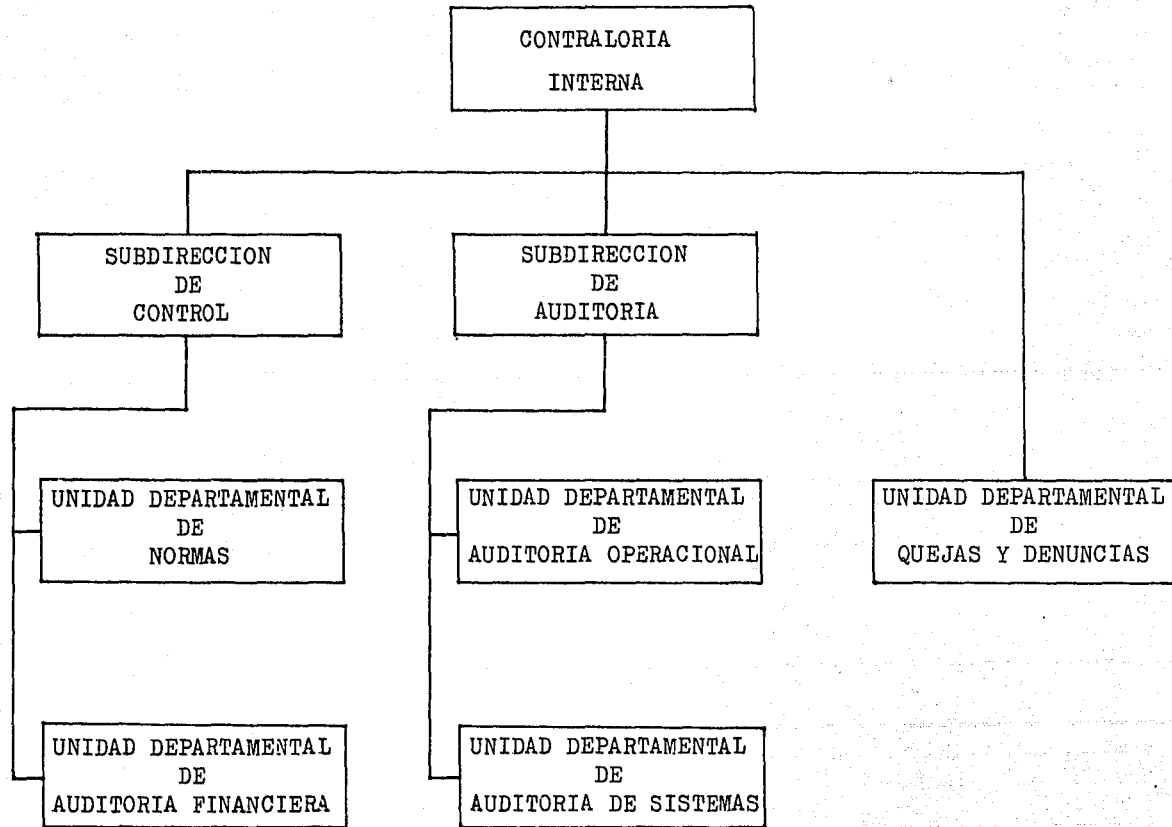 CONTRALORIA
INTERNA
SUBDIRECCION
DE
CONTROL
SUBDIRECCION
DE
AUDITORIA
UNIDAD DEPARTAMENTAL
DE
NORMAS
UNIDAD DEPARTAMENTAL
DE
AUDITORIA OPERACIONAL
UNIDAD DEPARTAMENTAL
DE
QUEJAS Y DENUNCIAS
UNIDAD DEPARTAMENTAL
DE
AUDITORIA FINANCIERA
UNIDAD DEPARTAMENTAL
DE
AUDITORIA DE SISTEMAS